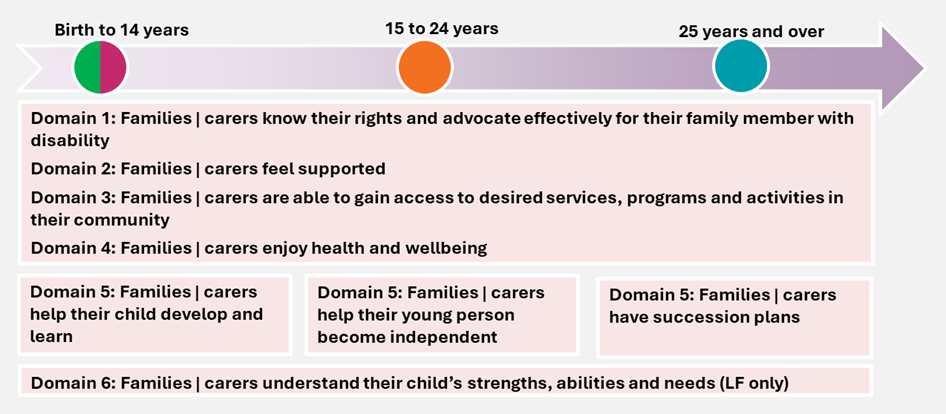 Birth to 14 years
15 to 24 years
25 years and over
Domain 1: Families | carers know their rights and advocate effectively for their family member with
disability
Domain 2: Families | carers feel supported
Domain 3: Families | carers are able to gain access to desired services, programs and activities in
their community
Domain 4: Families | carers enjoy health and wellbeing
Domain 5: Families | carers
help their child develop and
learn
Domain 5: Families | carers
help their young person
become independent
Domain 5: Families | carers
have succession plans
Domain 6: Families | carers understand their child’s strengths, abilities and needs (LF only)